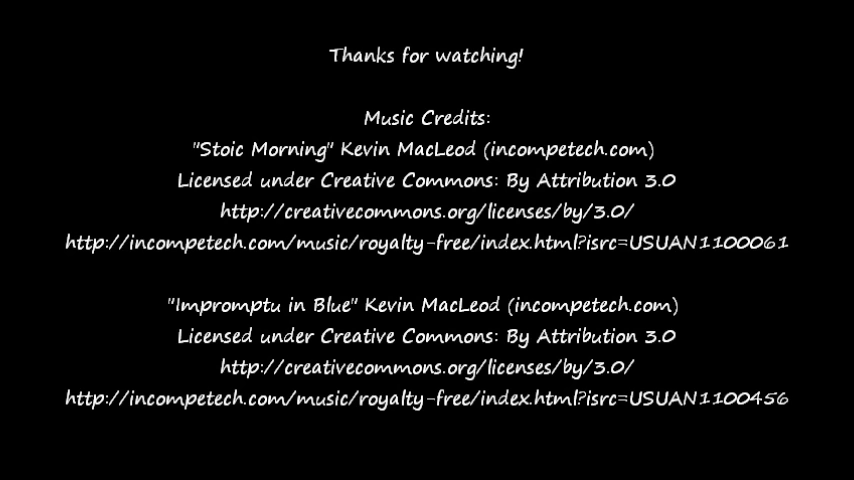 Thanks for watching!
Music Credits:
"Stoic Morning" Kevin MacLeod (incompetech.com)
Licensed under Creative Commons: By Attribution 3.0
http://creativecommons.org/licenses/by/3.0/
http://incompetech.com/music/royalty-free/index.html?isrc=USUAN1100061
"Impromptu in Blue" Kevin MacLeod (incompetech.com)
Licensed under Creative Commons: By Attribution 3.0
http://creativecommons.org/licenses/by/3.0/
http://incompetech.com/music/royalty-free/index.html?isrc=USUAN1100456